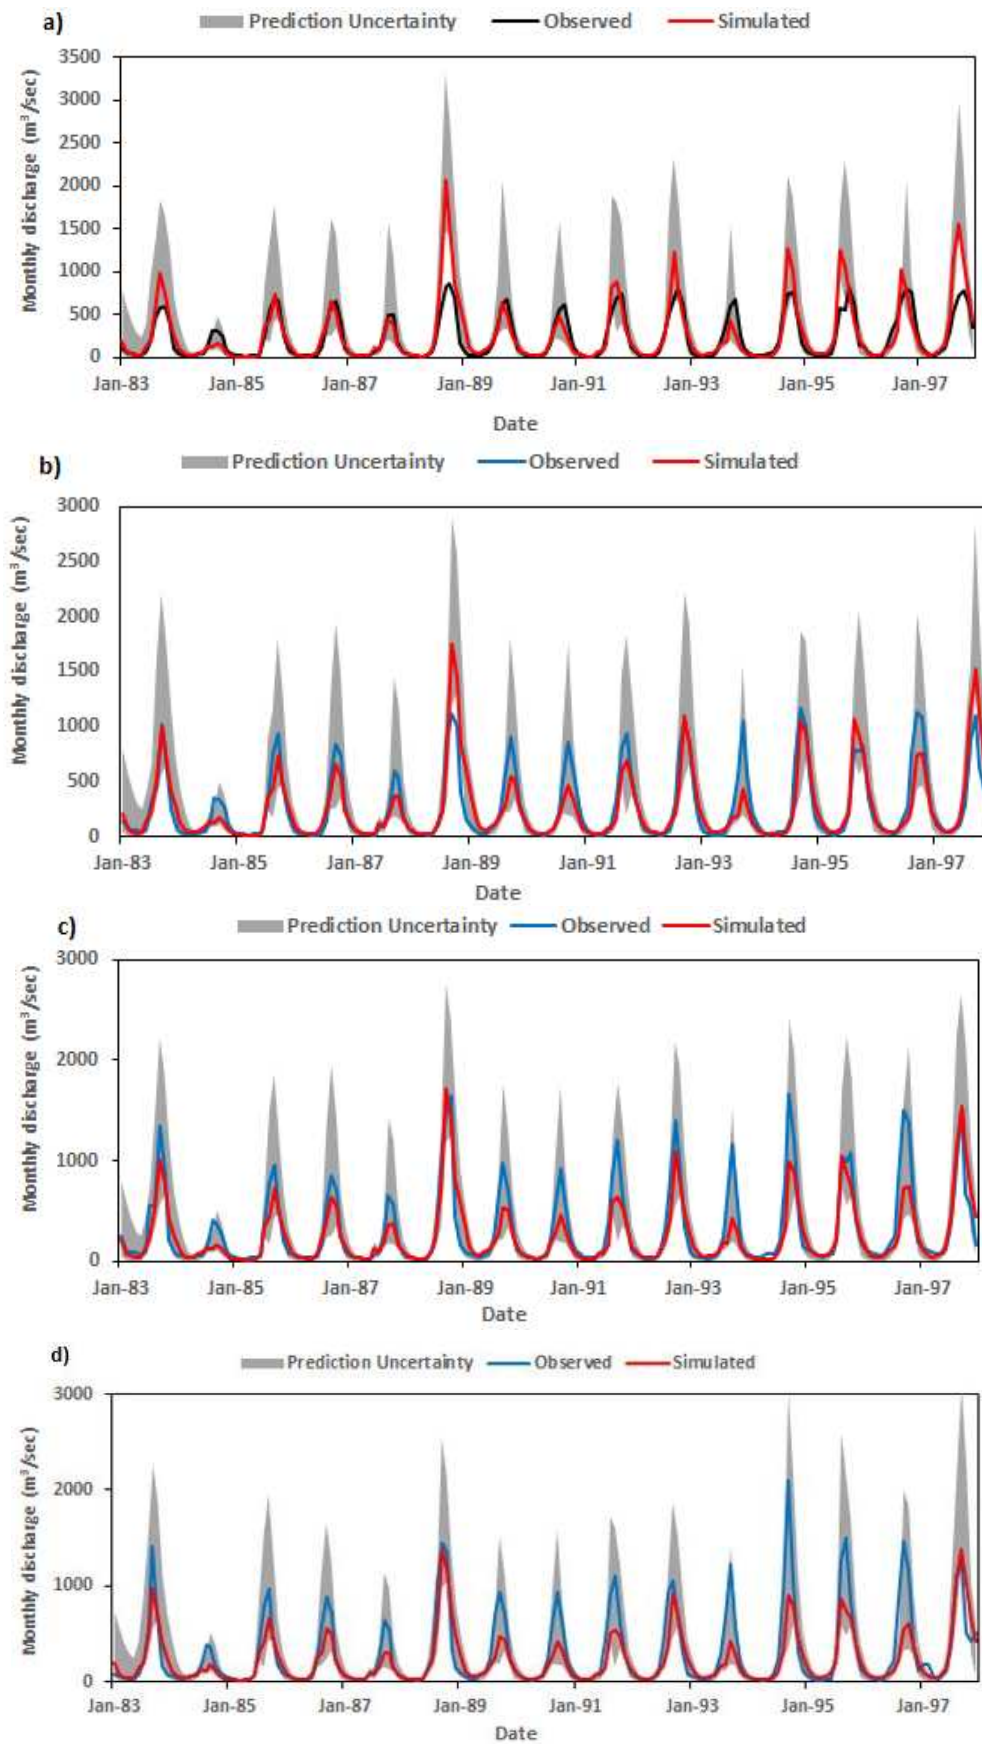 a)
Prediction Uncertainty Observed Simulated
Monthly discharge (m³/sec)
3500
3000
2500
2000
1500
1000
500
0
Jan-83 Jan-85 Jan-87 Jan-89 Jan-91 Jan-93 Jan-95 Jan-97
Date
b)
Prediction Uncertainty Observed Simulated
Monthly discharge (m³/sec)
3000
2500
2000
1500
1000
500
0
Jan-83 Jan-85 Jan-87 Jan-89 Jan-91 Jan-93 Jan-95 Jan-97
Date
c)
Prediction Uncertainty Observed Simulated
Monthly discharge (m³/sec)
3000
2000
1000
0
Jan-83 Jan-85 Jan-87 Jan-89 Jan-91 Jan-93 Jan-95 Jan-97
Date
d)
Prediction Uncertainty Observed Simulated
Monthly discharge (m³/sec)
3000
2000
1000
0
Jan-83 Jan-85 Jan-87 Jan-89 Jan-91 Jan-93 Jan-95 Jan-97
Date